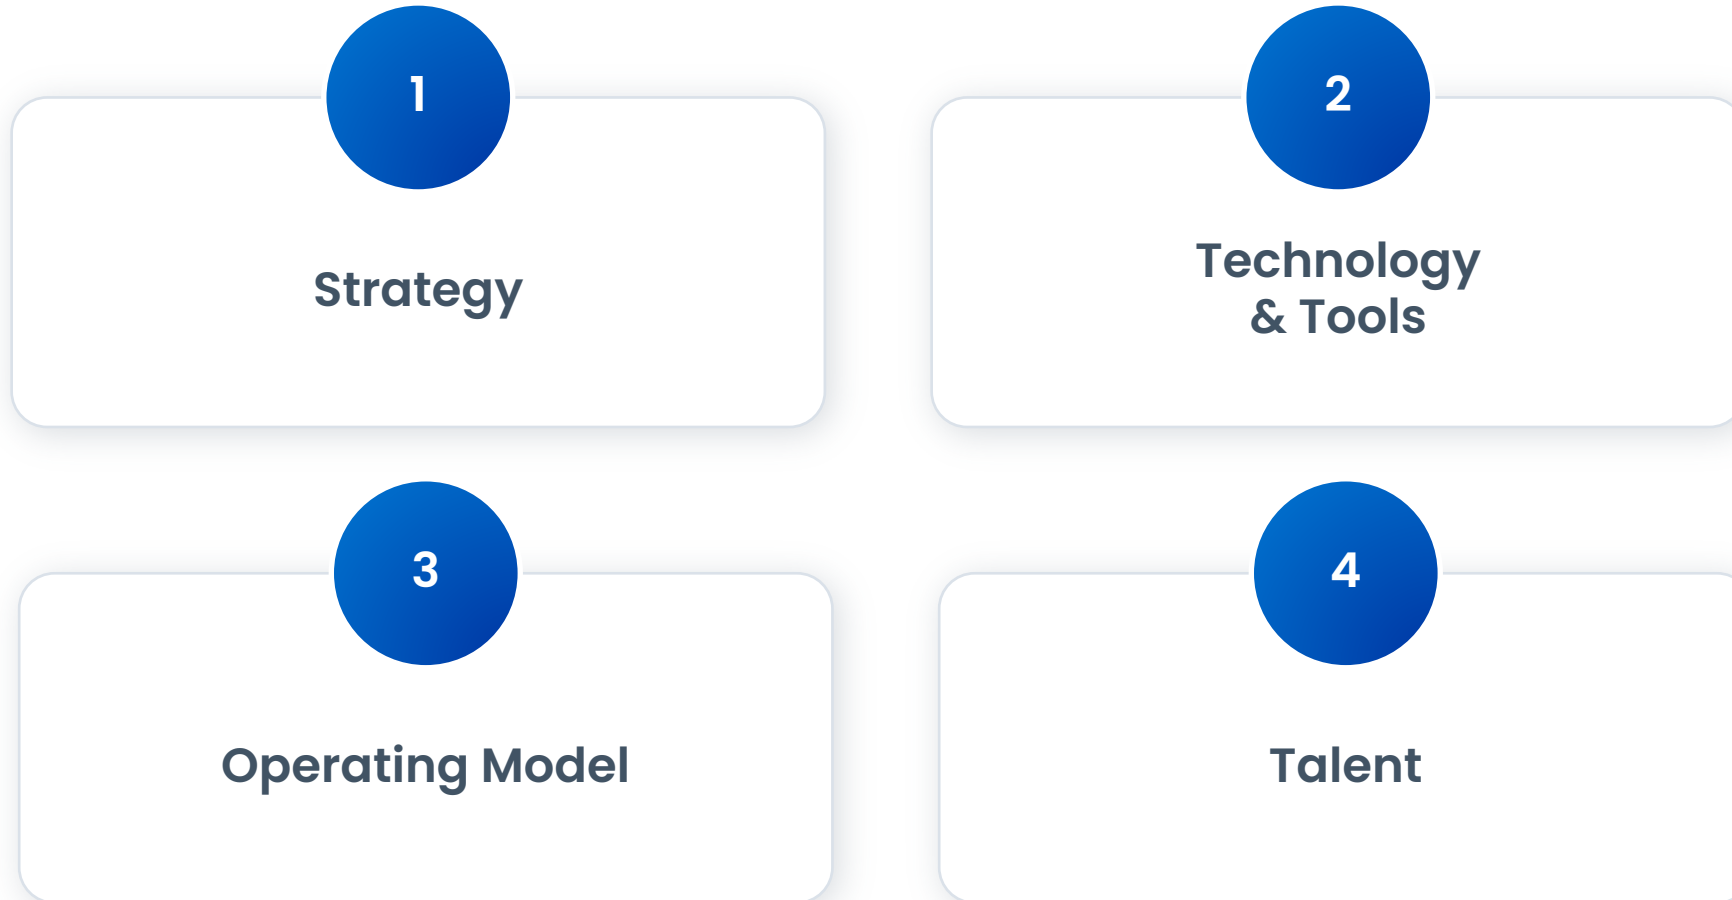 1
Strategy
2
Technology
& Tools
3
Operating Model
4
Talent